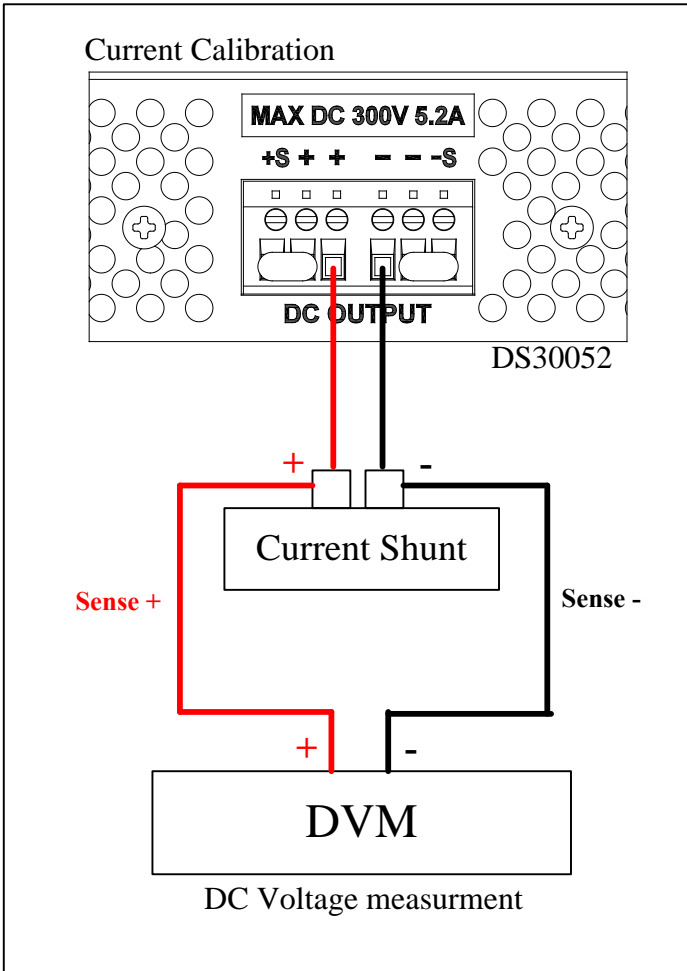 Current Calibration
MAX DC 300V 5.2A
+S + + − − -S
DC OUTPUT
DS30052
+ -
Current Shunt
Sense + Sense -
+ -
DVM
DC Voltage measurment